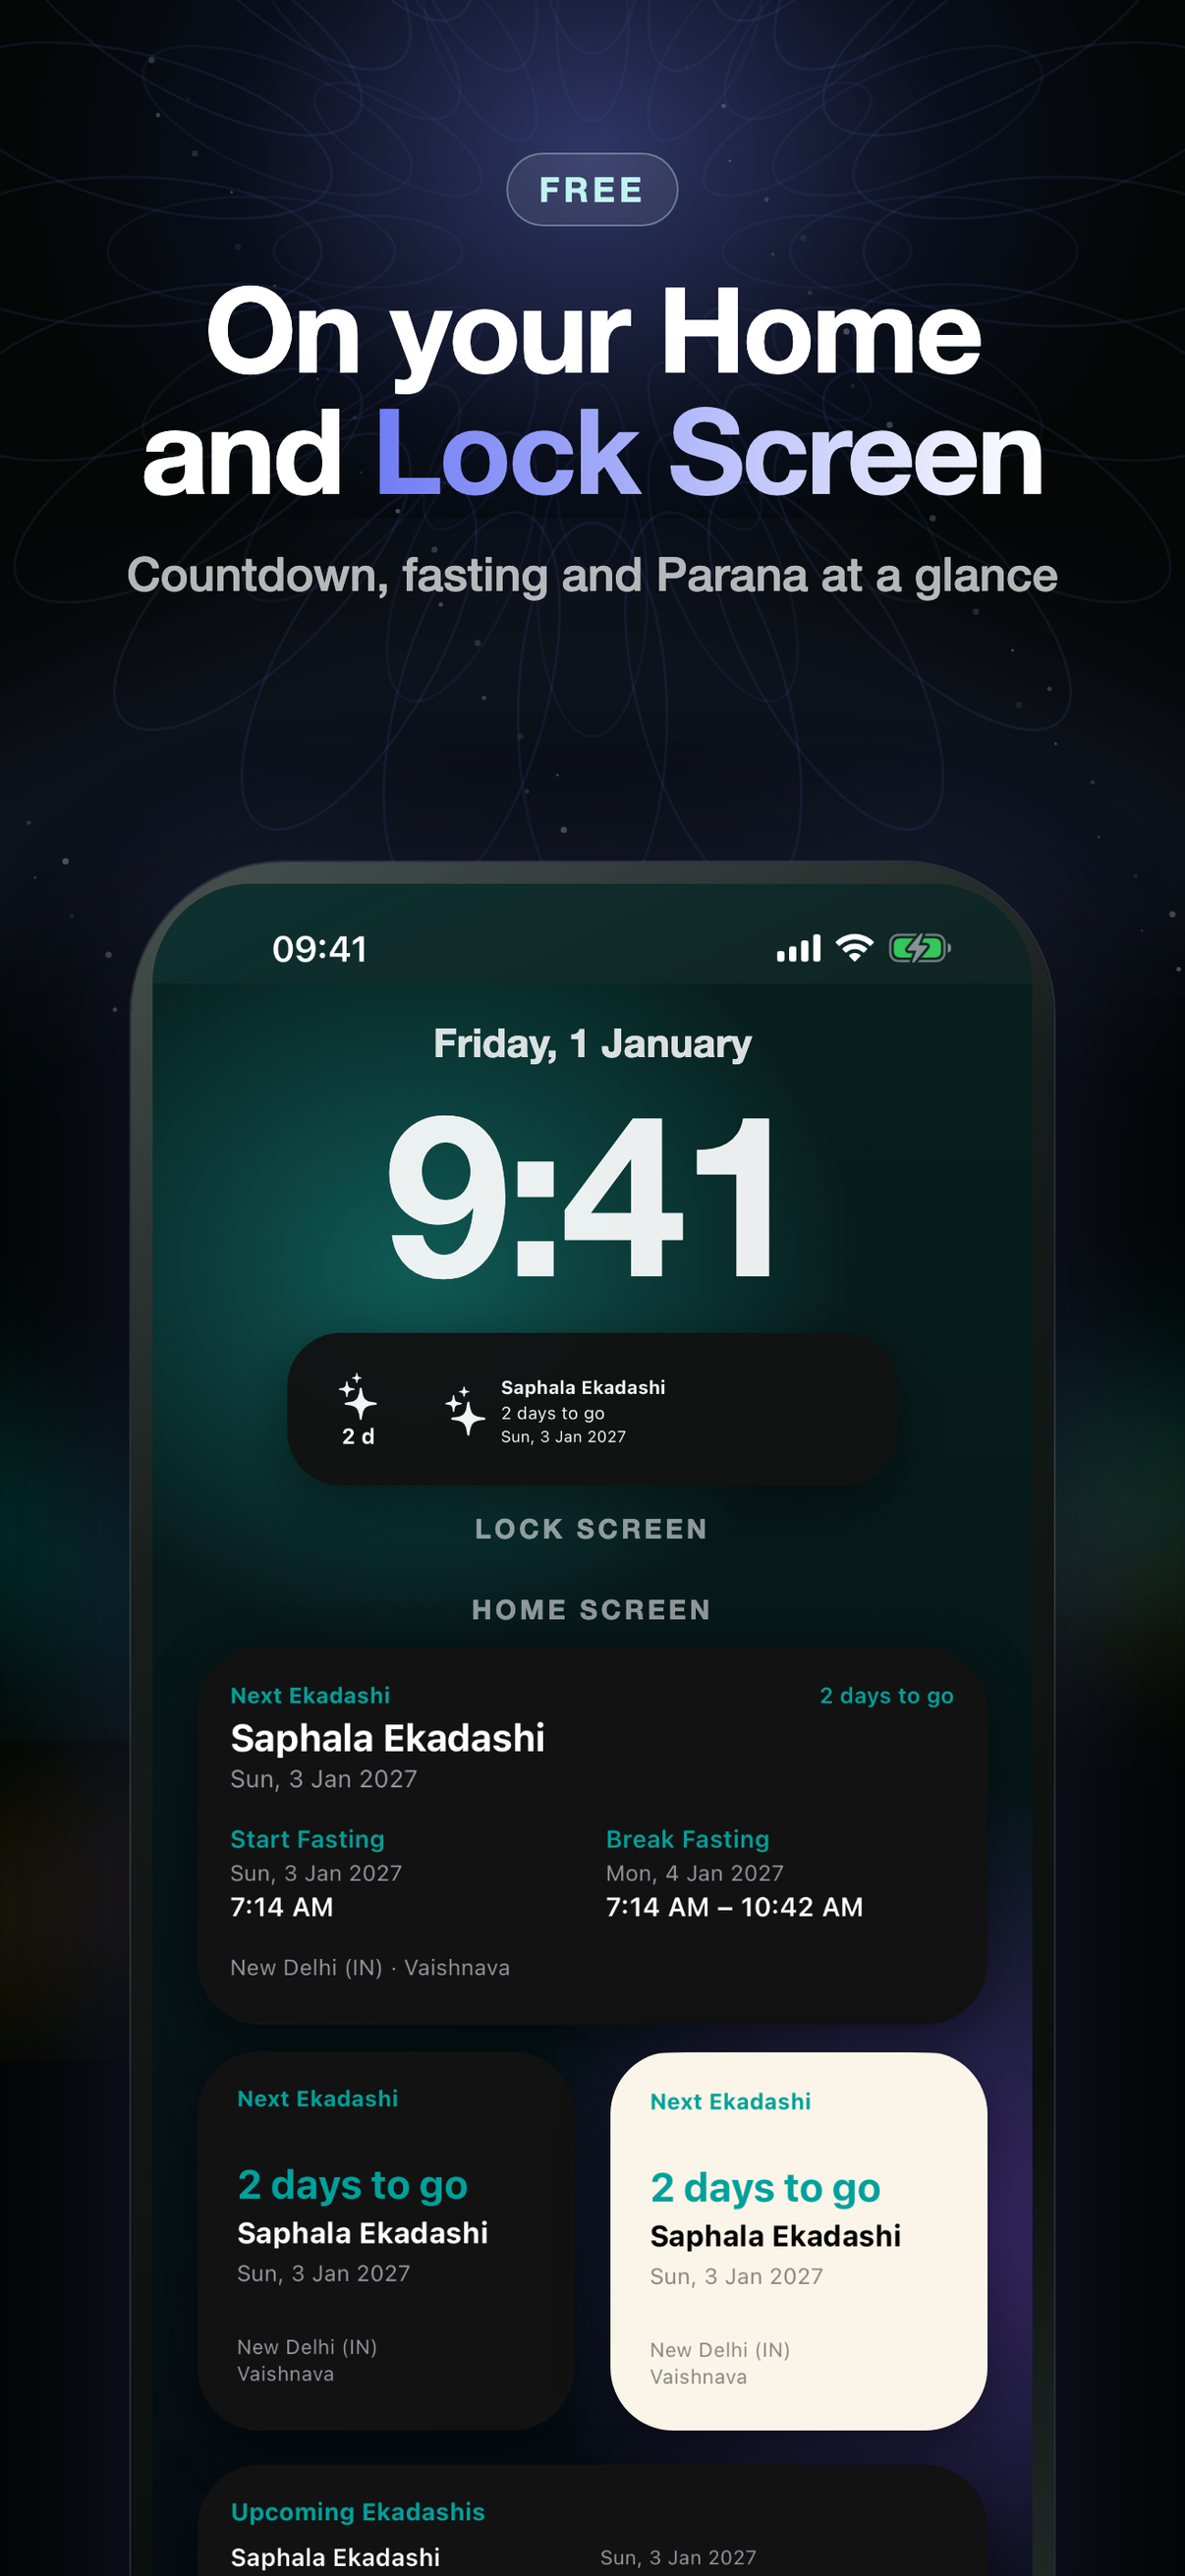 FREE
On your Home
and Lock Screen
Countdown, fasting and Parana at a glance
09:41
Friday, 1 January
9:41
2 d
Saphala Ekadashi
2 days to go
Sun, 3 Jan 2027
LOCK SCREEN
HOME SCREEN
Next Ekadashi
2 days to go
Saphala Ekadashi
Sun, 3 Jan 2027
Start Fasting
Sun, 3 Jan 2027
7:14 AM
Break Fasting
Mon, 4 Jan 2027
7:14 AM – 10:42 AM
New Delhi (IN) · Vaishnava
Next Ekadashi
2 days to go
Saphala Ekadashi
Sun, 3 Jan 2027
New Delhi (IN)
Vaishnava
Next Ekadashi
2 days to go
Saphala Ekadashi
Sun, 3 Jan 2027
New Delhi (IN)
Vaishnava
Upcoming Ekadashis
Saphala Ekadashi Sun, 3 Jan 2027